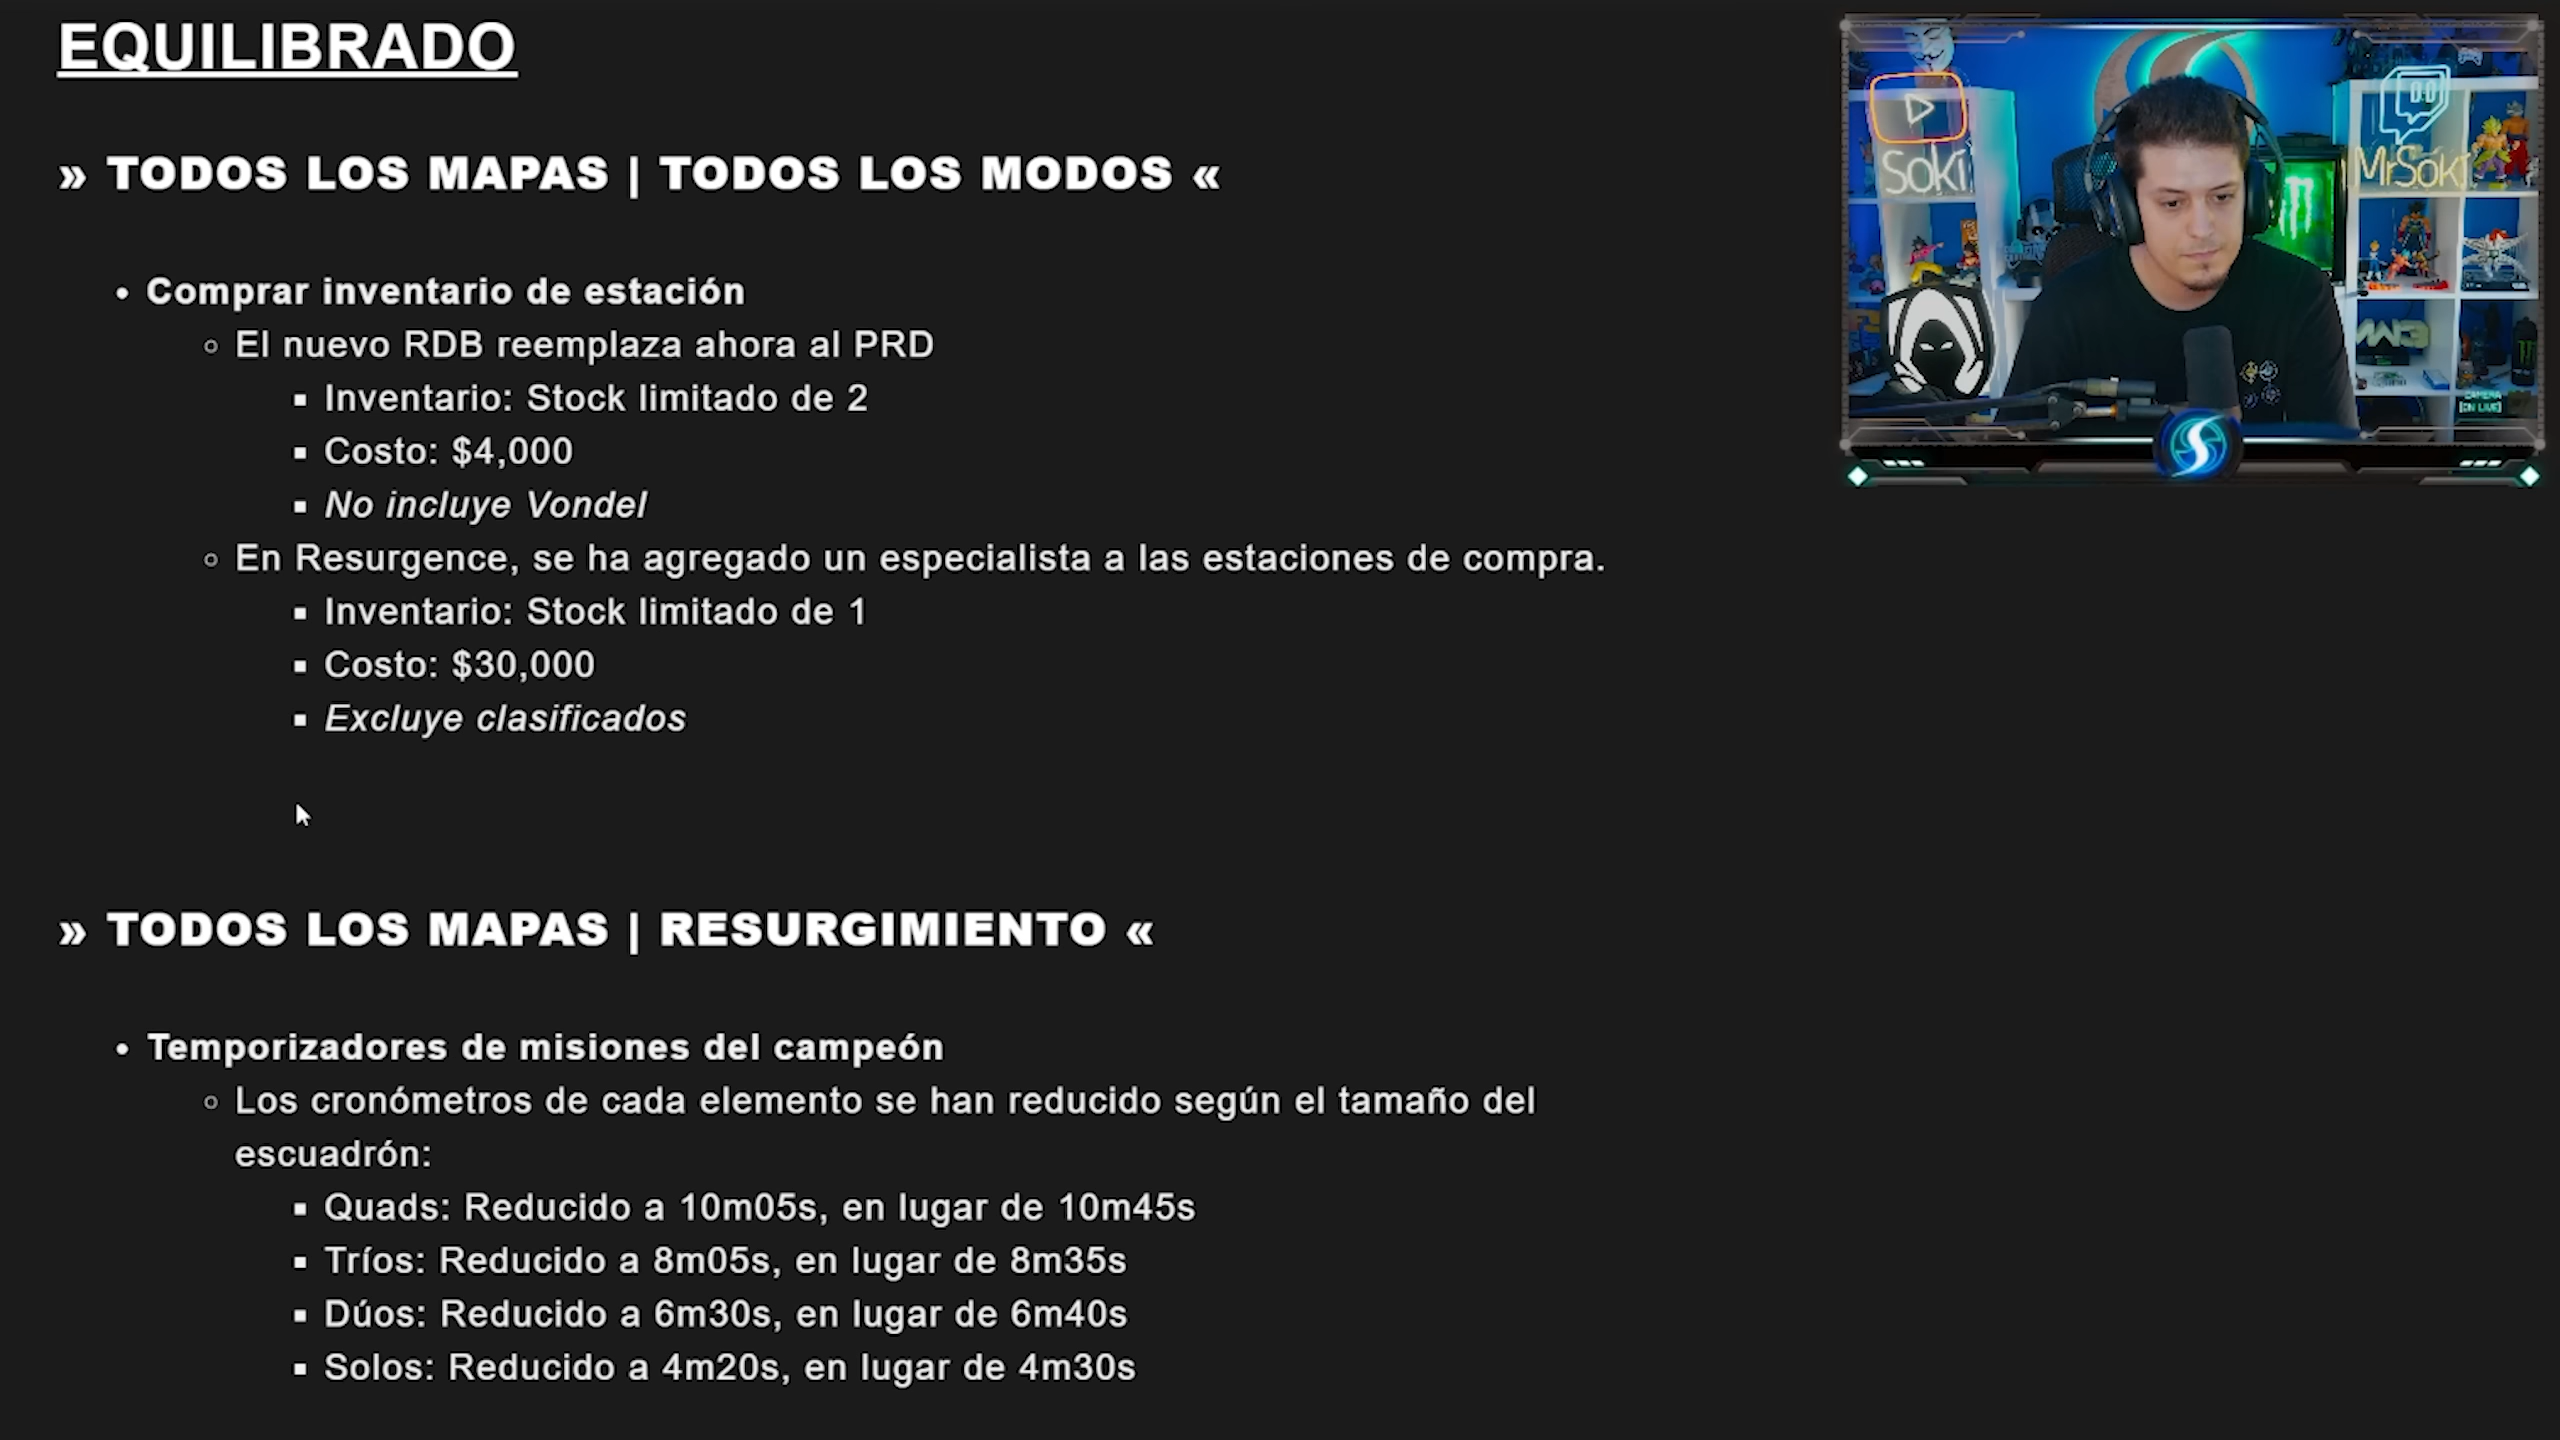 EQUILIBRADO
» TODOS LOS MAPAS | TODOS LOS MODOS «
• Comprar inventario de estación
○ El nuevo RDB reemplaza ahora al PRD
▪ Inventario: Stock limitado de 2
▪ Costo: $4,000
▪ No incluye Vondel
○ En Resurgence, se ha agregado un especialista a las estaciones de compra.
▪ Inventario: Stock limitado de 1
▪ Costo: $30,000
▪ Excluye clasificados
» TODOS LOS MAPAS | RESURGIMIENTO «
• Temporizadores de misiones del campeón
○ Los cronómetros de cada elemento se han reducido según el tamaño del
escuadrón:
▪ Quads: Reducido a 10m05s, en lugar de 10m45s
▪ Tríos: Reducido a 8m05s, en lugar de 8m35s
▪ Dúos: Reducido a 6m30s, en lugar de 6m40s
▪ Solos: Reducido a 4m20s, en lugar de 4m30s
Soki
MrSoki
CAMERA
[ON LIVE]